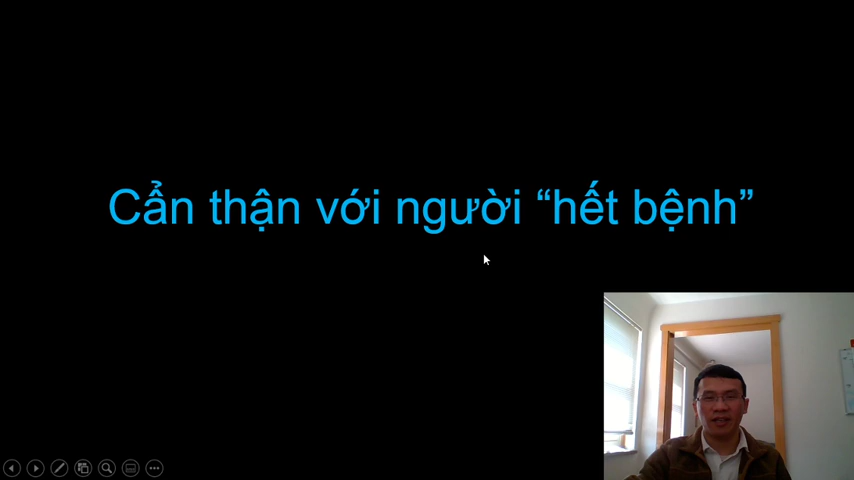 Cẩn thận với người “hết bệnh”